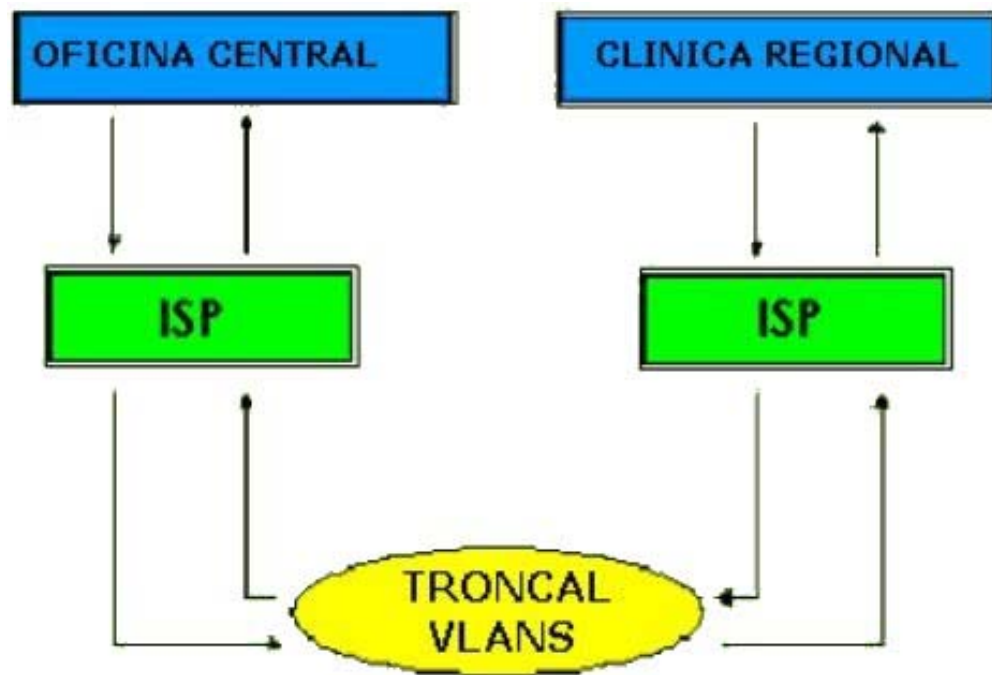 OFICINA CENTRAL
CLINICA REGIONAL
ISP
ISP
TRONCAL
VLANS